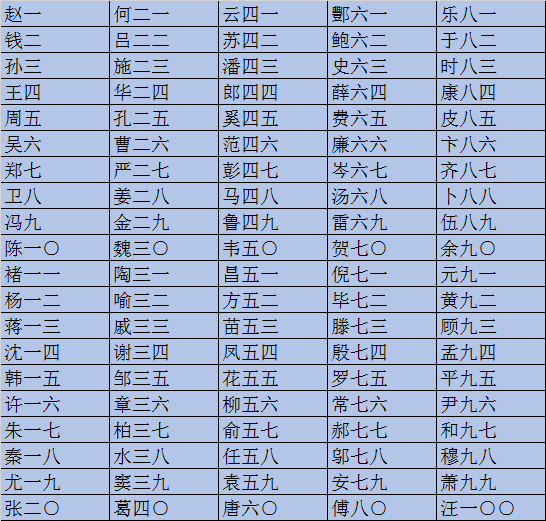 赵一 何二一 云四一 酆六一 乐八一
钱二 吕二二 苏四二 鲍六二 于八二
孙三 施二三 潘四三 史六三 时八三
王四 华二四 郎四四 薛六四 康八四
周五 孔二五 奚四五 费六五 皮八五
吴六 曹二六 范四六 廉六六 卞八六
郑七 严二七 彭四七 岑六七 齐八七
卫八 姜二八 马四八 汤六八 卜八八
冯九 金二九 鲁四九 雷六九 伍八九
陈一〇 魏三〇 韦五〇 贺七〇 余九〇
褚一一 陶三一 昌五一 倪七一 元九一
杨一二 喻三二 方五二 毕七二 黄九二
蒋一三 戚三三 苗五三 滕七三 顾九三
沈一四 谢三四 凤五四 殷七四 孟九四
韩一五 邹三五 花五五 罗七五 平九五
许一六 章三六 柳五六 常七六 尹九六
朱一七 柏三七 俞五七 郝七七 和九七
秦一八 水三八 任五八 邬七八 穆九八
尤一九 窦三九 袁五九 安七九 萧九九
张二〇 葛四〇 唐六〇 傅八〇 汪一〇〇